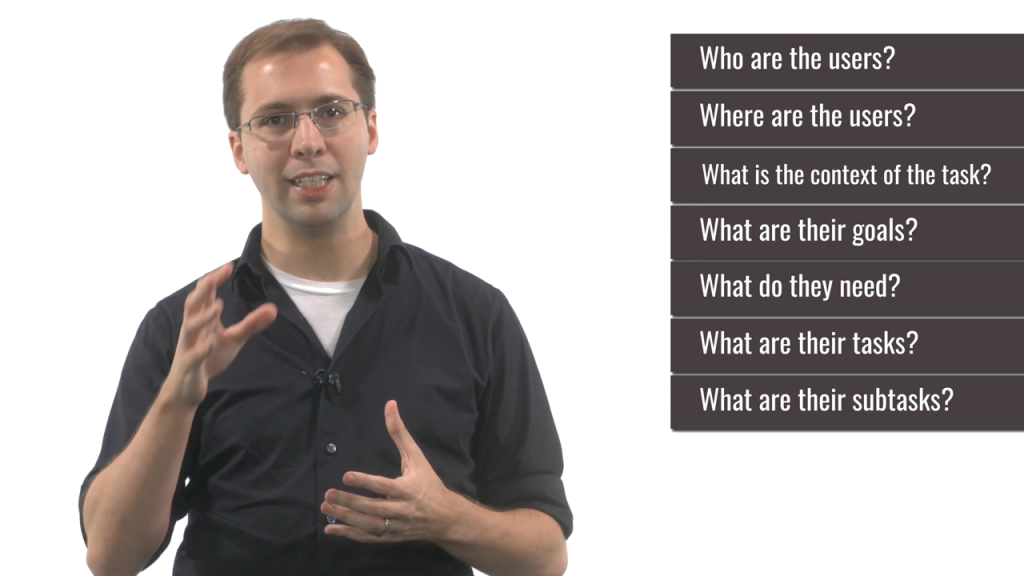 Who are the users?
Where are the users?
What is the context of the task?
What are their goals?
What do they need?
What are their tasks?
What are their subtasks?